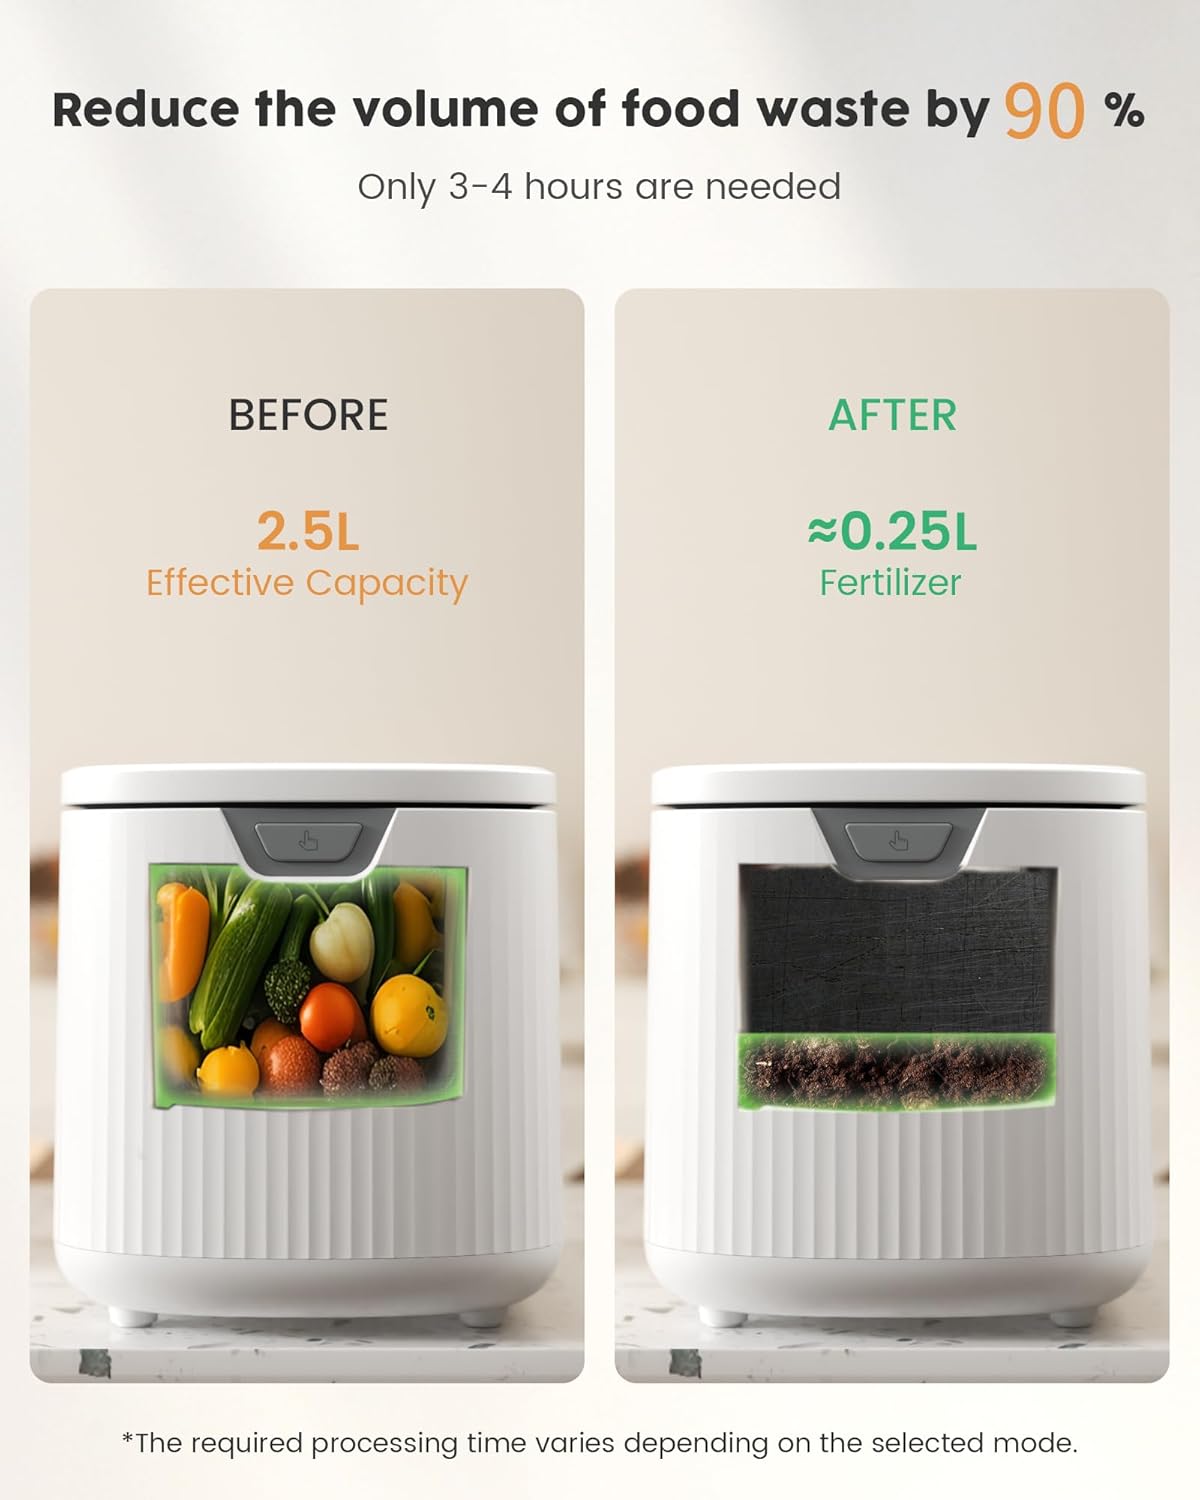 Reduce the volume of food waste by 90 %
Only 3-4 hours are needed
BEFORE
2.5L
Effective Capacity
AFTER
≈0.25L
Fertilizer
*The required processing time varies depending on the selected mode.